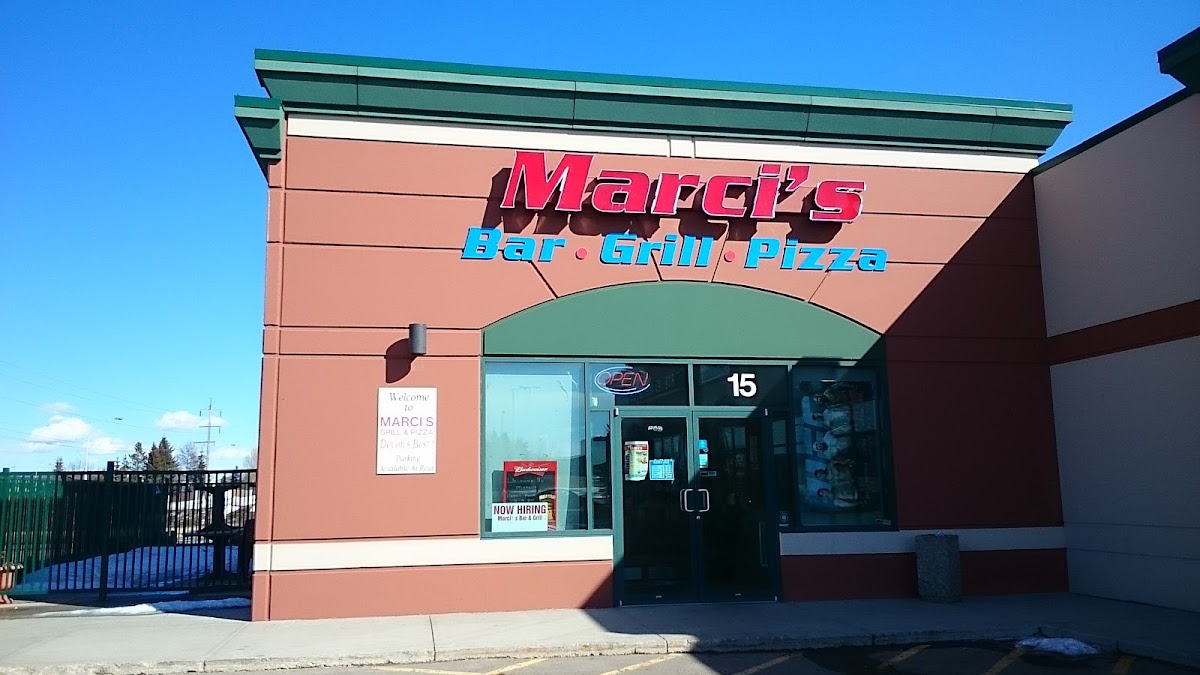 Marci's
Bar · Grill · Pizza
OPEN
15
Welcome
to
MARCI'S
GRILL & PIZZA
Devon's Best!
Parking
Available At Rear
Budweiser
NOW HIRING
Marci's Bar & Grill